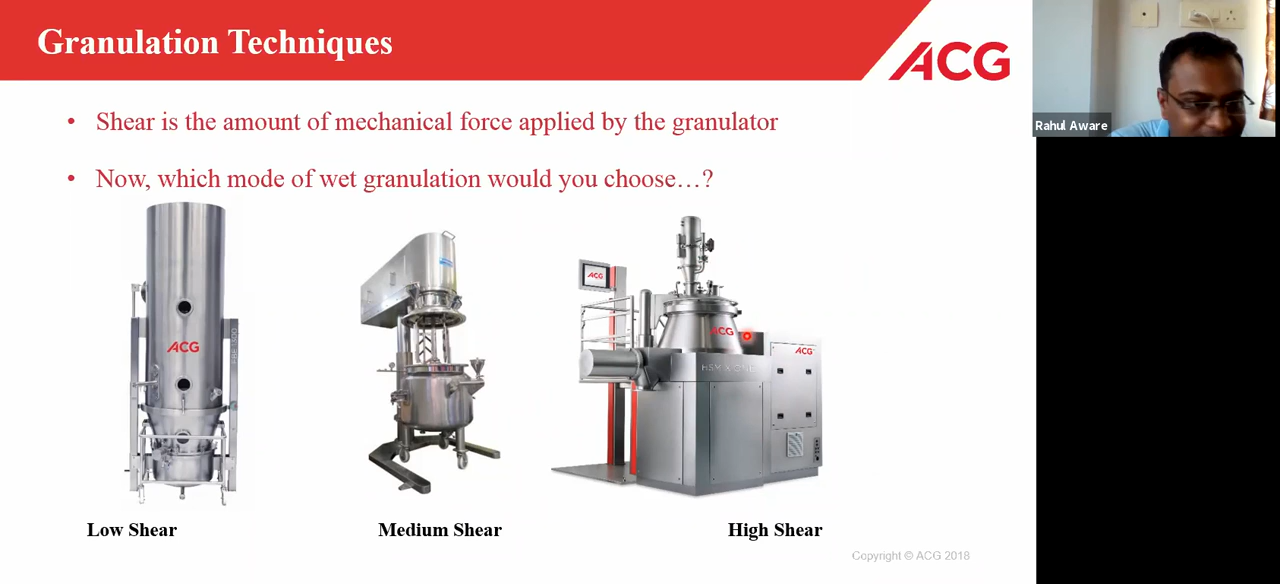 Granulation Techniques
ACG
Rahul Aware
• Shear is the amount of mechanical force applied by the granulator
• Now, which mode of wet granulation would you choose…?
ACG
ACG
ACG
ACG
Low Shear
Medium Shear
High Shear
Copyright © ACG 2018